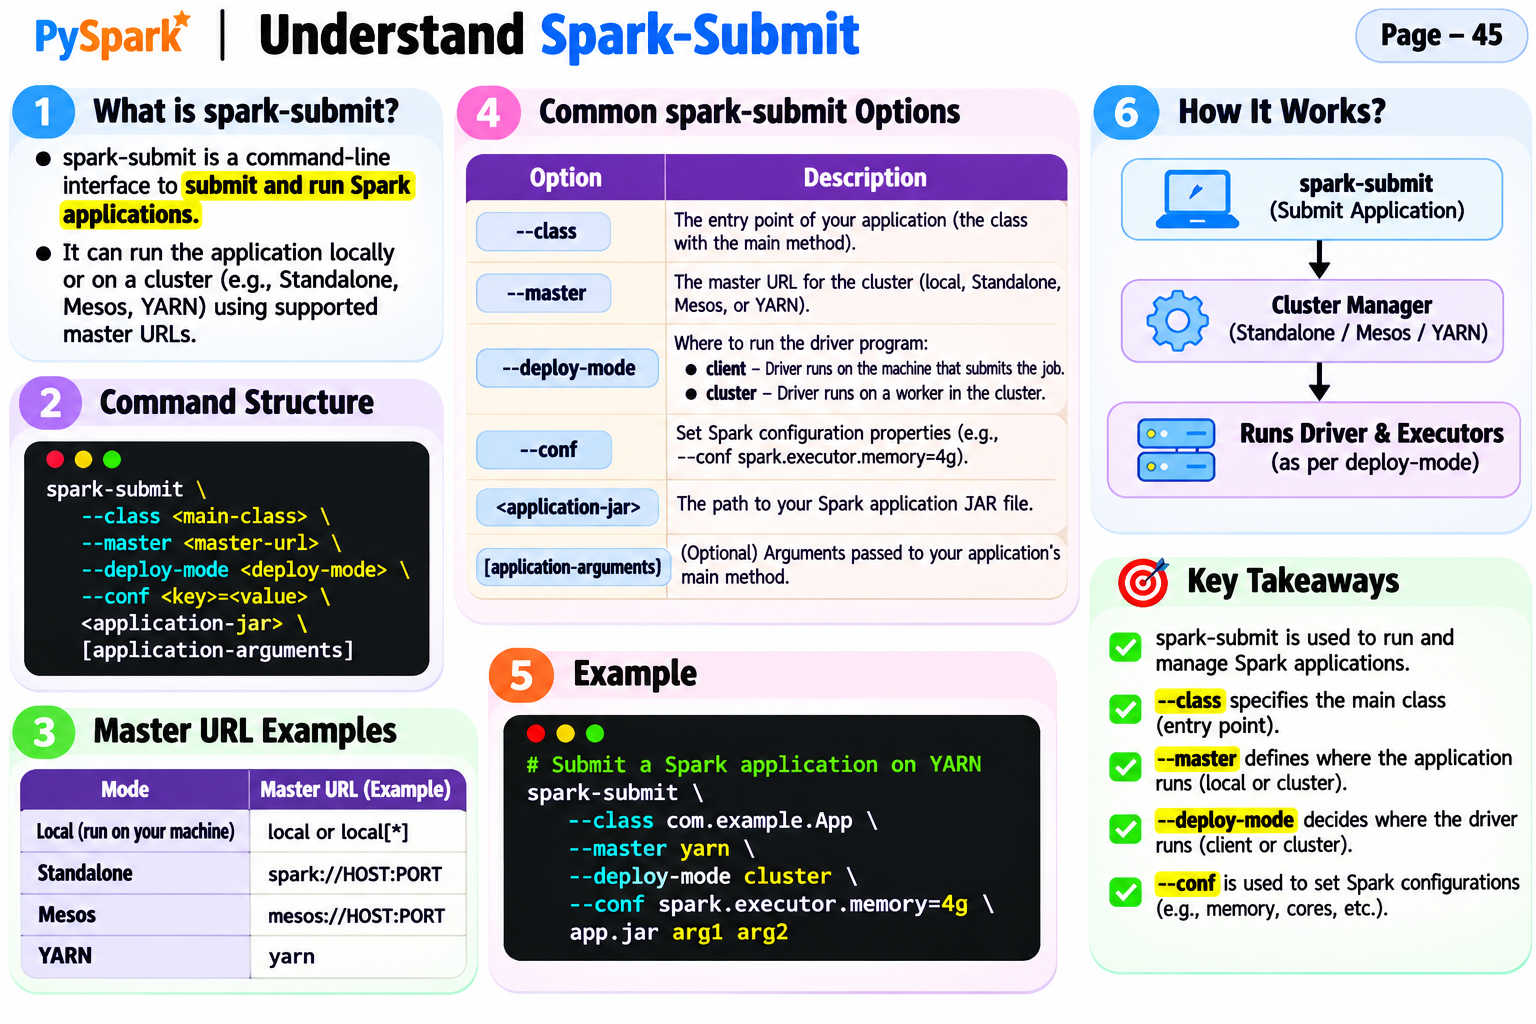 PySpark | Understand Spark-Submit
Page – 45
1 What is spark-submit?
● spark-submit is a command-line
interface to submit and run Spark
applications.
● It can run the application locally
or on a cluster (e.g., Standalone,
Mesos, YARN) using supported
master URLs.
2 Command Structure
spark-submit \
--class <main-class> \
--master <master-url> \
--deploy-mode <deploy-mode> \
--conf <key>=<value> \
<application-jar> \
[application-arguments]
3 Master URL Examples
Mode Master URL (Example)
Local (run on your machine) local or local[*]
Standalone spark://HOST:PORT
Mesos mesos://HOST:PORT
YARN yarn
4 Common spark-submit Options
Option Description
--class The entry point of your application (the class
with the main method).
--master The master URL for the cluster (local, Standalone,
Mesos, or YARN).
--deploy-mode Where to run the driver program:
● client – Driver runs on the machine that submits the job.
● cluster – Driver runs on a worker in the cluster.
--conf Set Spark configuration properties (e.g.,
--conf spark.executor.memory=4g).
<application-jar> The path to your Spark application JAR file.
[application-arguments] (Optional) Arguments passed to your application's
main method.
5 Example
# Submit a Spark application on YARN
spark-submit \
--class com.example.App \
--master yarn \
--deploy-mode cluster \
--conf spark.executor.memory=4g \
app.jar arg1 arg2
6 How It Works?
spark-submit
(Submit Application)
Cluster Manager
(Standalone / Mesos / YARN)
Runs Driver & Executors
(as per deploy-mode)
Key Takeaways
spark-submit is used to run and
manage Spark applications.
--class specifies the main class
(entry point).
--master defines where the application
runs (local or cluster).
--deploy-mode decides where the driver
runs (client or cluster).
--conf is used to set Spark configurations
(e.g., memory, cores, etc.).